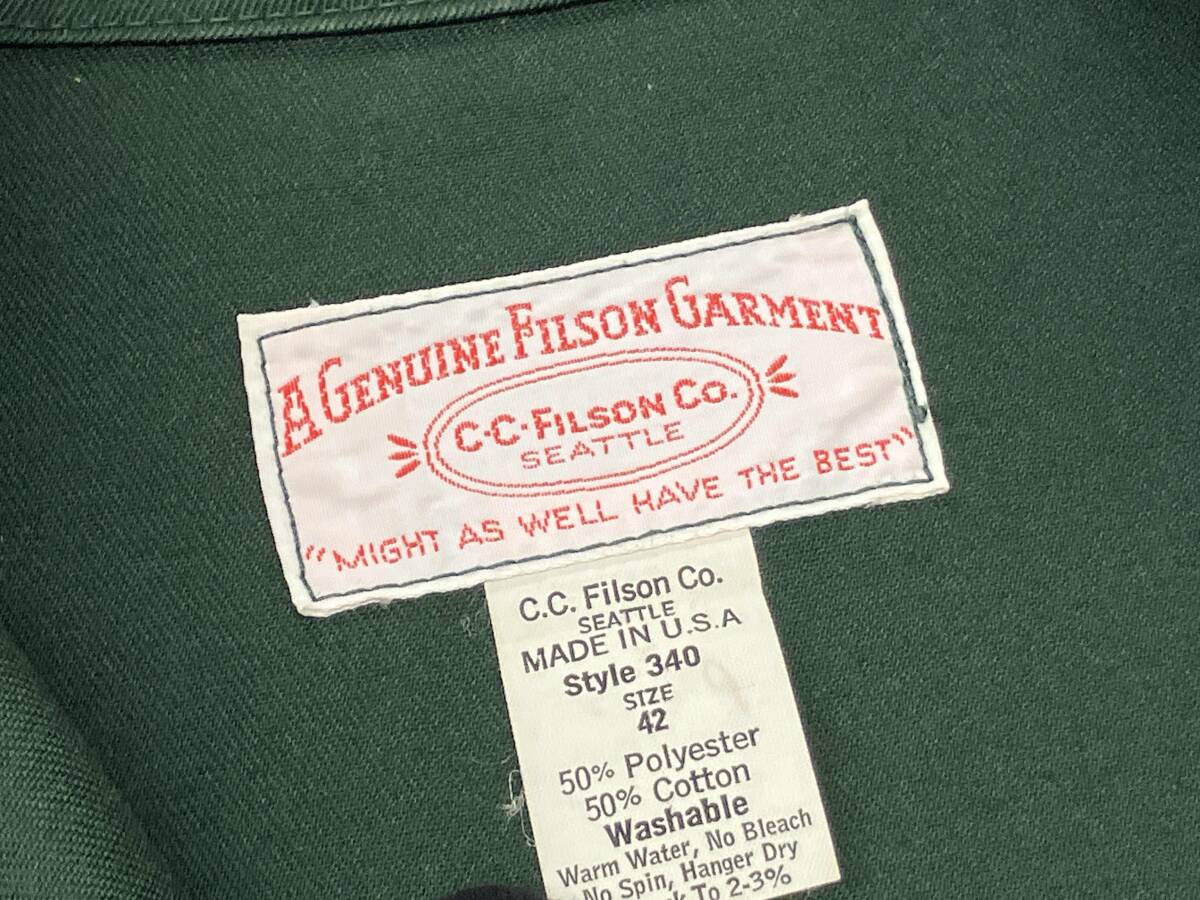 A GENUINE FILSON GARMENT
C·C·FILSON CO.
SEATTLE
"MIGHT AS WELL HAVE THE BEST"
C.C. Filson Co.
SEATTLE
MADE IN U.S.A
Style 340
SIZE
42
50% Polyester
50% Cotton
Washable
Warm Water, No Bleach
No Spin, Hanger Dry
To 2-3%